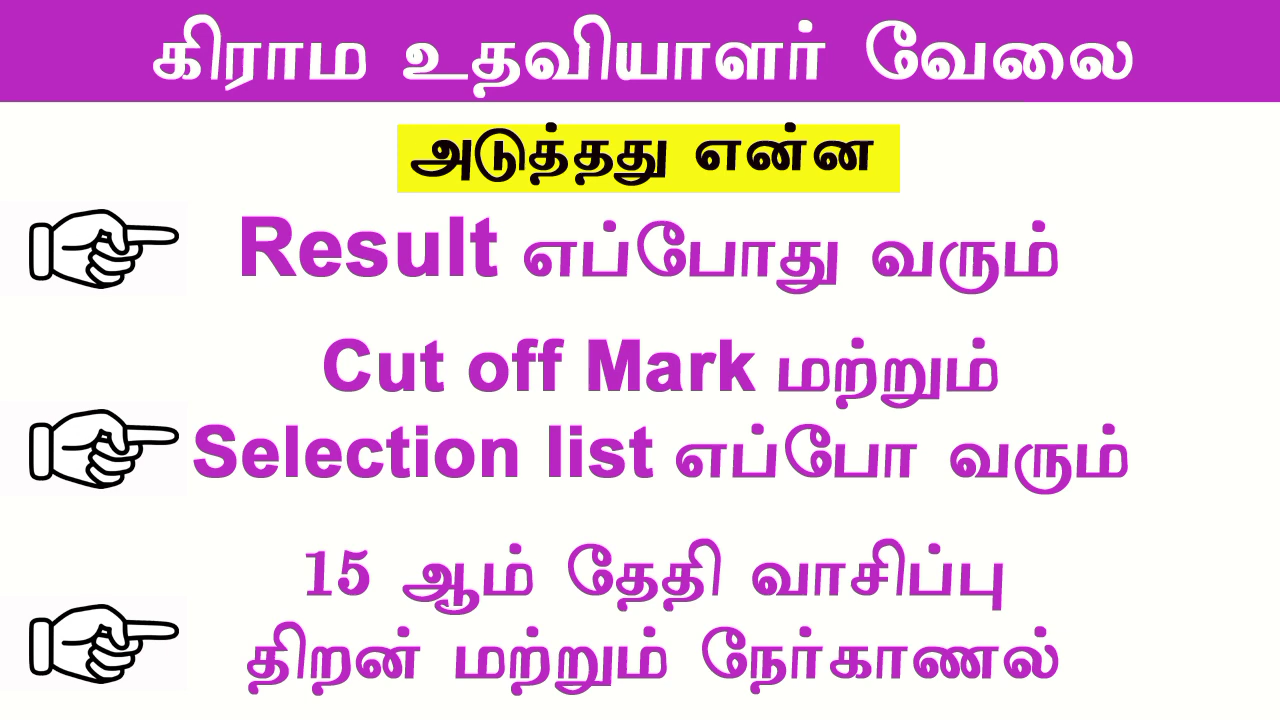 கிராம உதவியாளர் வேலை
அடுத்தது என்ன
Result எப்போது வரும்
Cut off Mark மற்றும்
Selection list எப்போ வரும்
15 ஆம் தேதி வாசிப்பு
திறன் மற்றும் நேர்காணல்